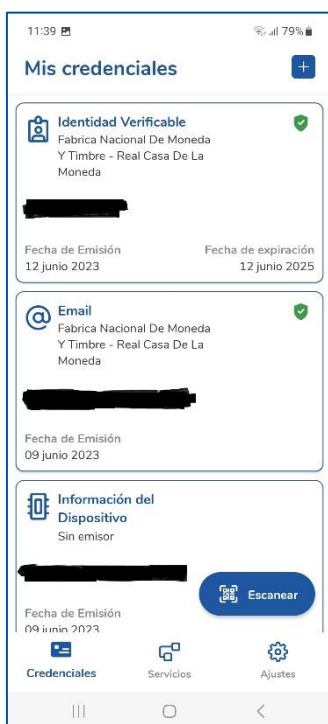 11:39 79%
Mis credenciales +
Identidad Verificable
Fabrica Nacional De Moneda
Y Timbre - Real Casa De La
Moneda
Fecha de Emisión Fecha de expiración
12 junio 2023 12 junio 2025
@ Email
Fabrica Nacional De Moneda
Y Timbre - Real Casa De La
Moneda
Fecha de Emisión
09 junio 2023
Información del
Dispositivo
Sin emisor
Escanear
Fecha de Emisión
09 junio 2023
Credenciales Servicios Ajustes